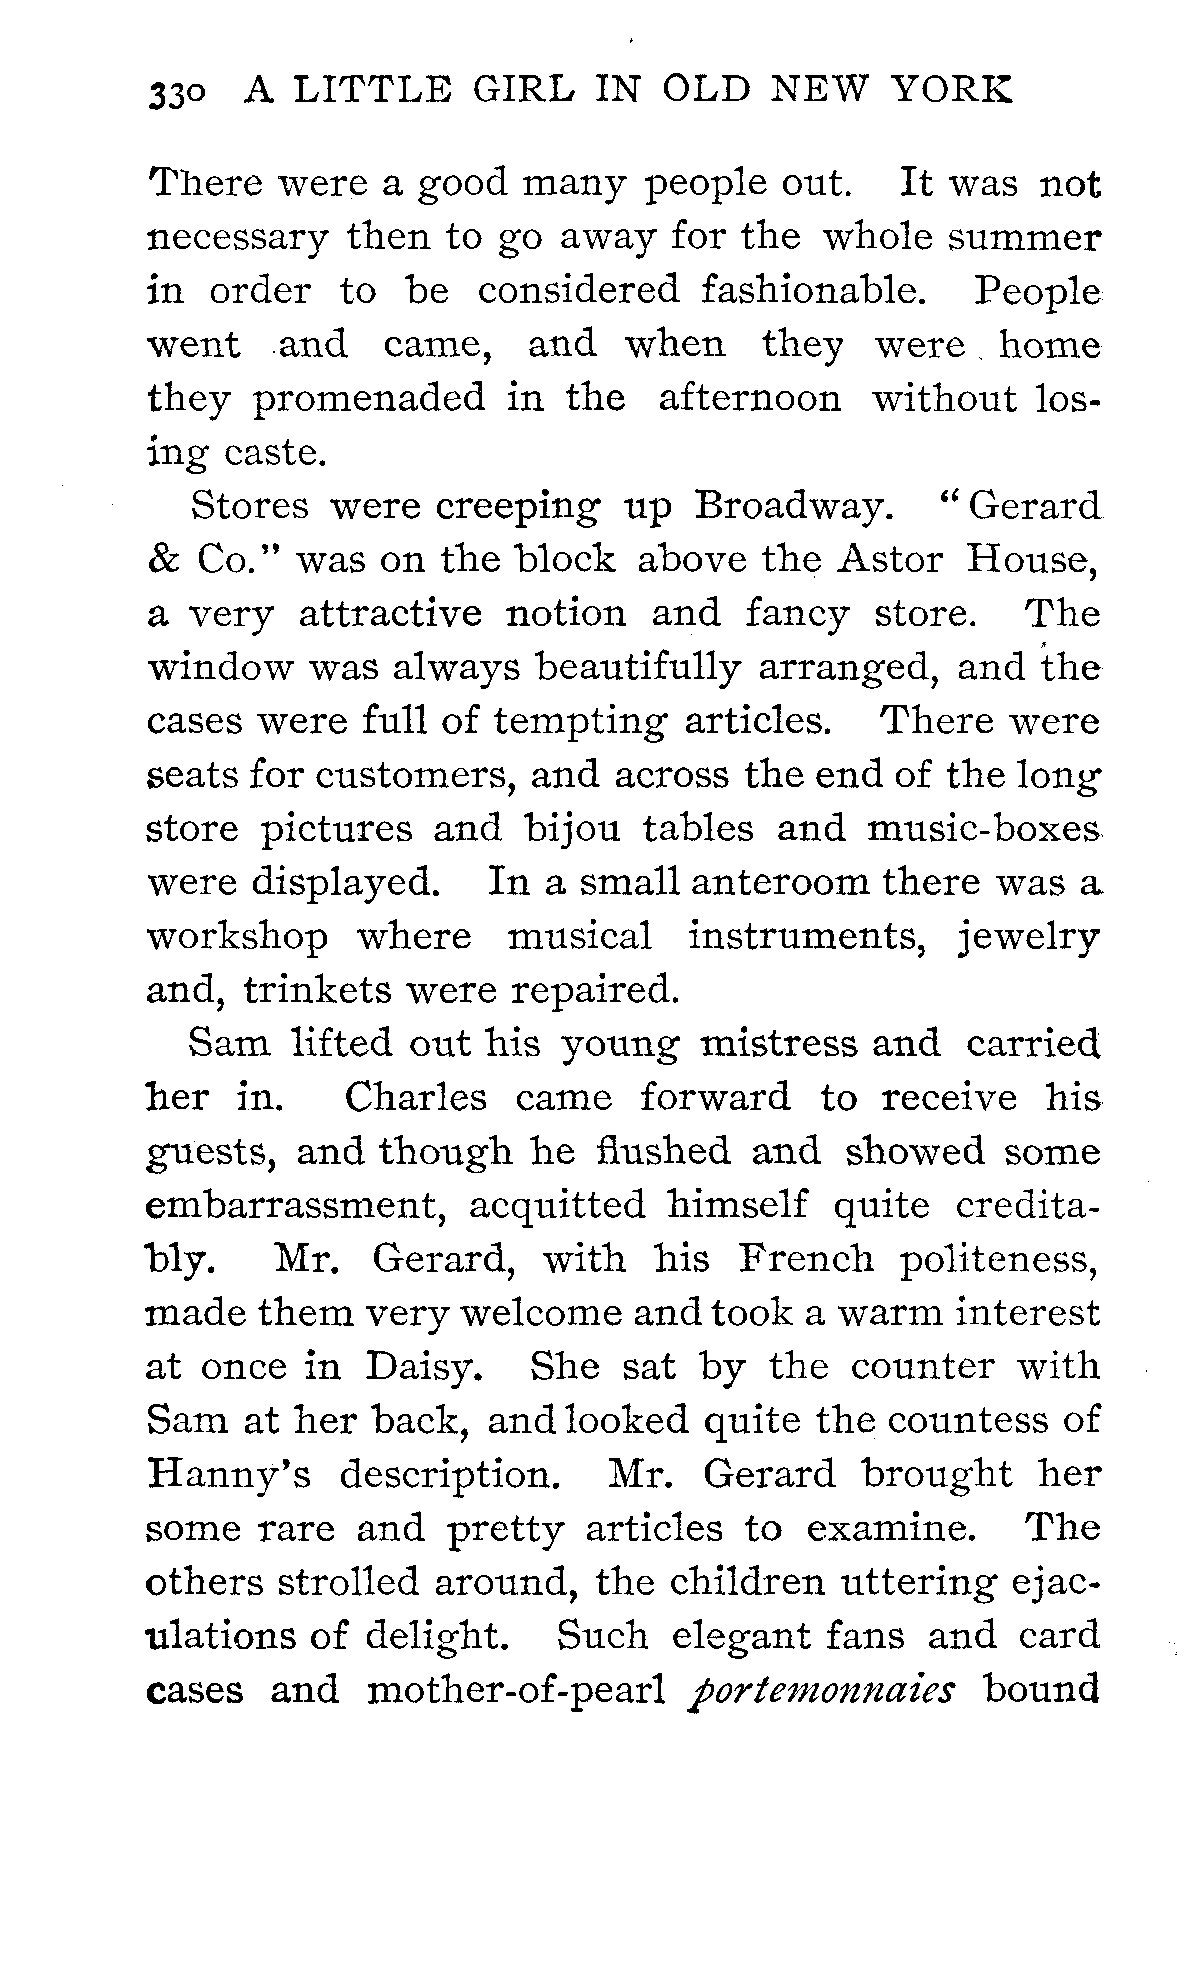 330 A LITTLE GIRL IN OLD NEW YORK
There were a good many people out. It was not
necessary then to go away for the whole summer
in order to be considered fashionable. People
went and came, and when they were home
they promenaded in the afternoon without los-
ing caste.
Stores were creeping up Broadway. “Gerard
& Co.” was on the block above the Astor House,
a very attractive notion and fancy store. The
window was always beautifully arranged, and the
cases were full of tempting articles. There were
seats for customers, and across the end of the long
store pictures and bijou tables and music-boxes
were displayed. In a small anteroom there was a
workshop where musical instruments, jewelry
and, trinkets were repaired.
Sam lifted out his young mistress and carried
her in. Charles came forward to receive his
guests, and though he flushed and showed some
embarrassment, acquitted himself quite credita-
bly. Mr. Gerard, with his French politeness,
made them very welcome and took a warm interest
at once in Daisy. She sat by the counter with
Sam at her back, and looked quite the countess of
Hanny's description. Mr. Gerard brought her
some rare and pretty articles to examine. The
others strolled around, the children uttering ejac-
ulations of delight. Such elegant fans and card
cases and mother-of-pearl portemonnaies bound